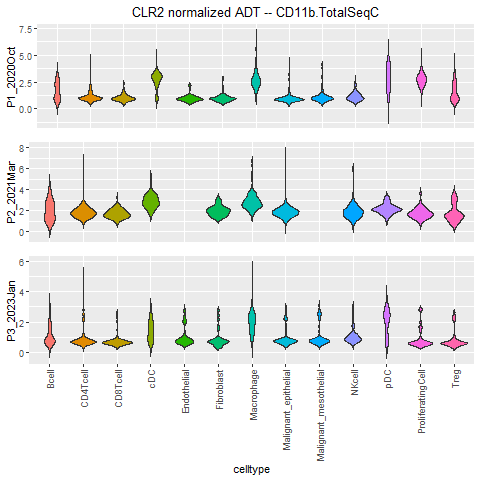 CLR2 normalized ADT -- CD11b.TotalSeqC
P1_2020Oct
7.5
5.0
2.5
0.0
P2_2021Mar
8
6
4
2
0
P3_2023Jan
6
4
2
0
Bcell
CD4Tcell
CD8Tcell
cDC
Endothelial
Fibroblast
Macrophage
Malignant_epithelial
Malignant_mesothelial
NKcell
pDC
ProliferatingCell
Treg
celltype